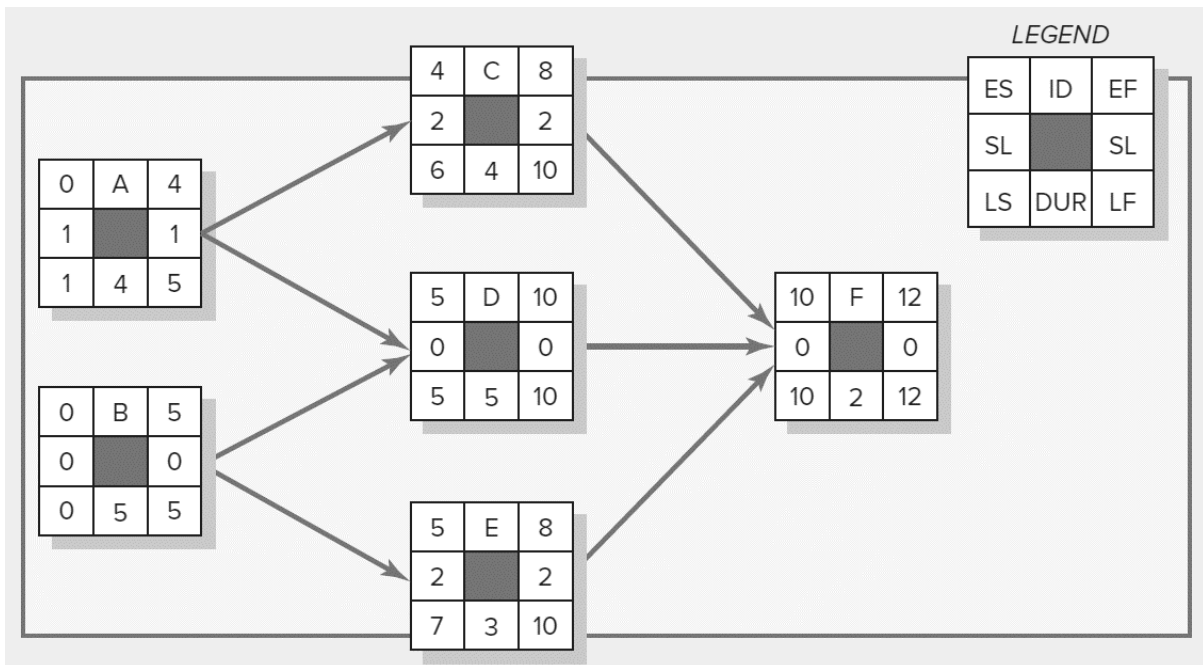 LEGEND
ES ID EF
SL SL
LS DUR LF
0 A 4
1 1
1 4 5
0 B 5
0 0
0 5 5
4 C 8
2 2
6 4 10
5 D 10
0 0
5 5 10
5 E 8
2 2
7 3 10
10 F 12
0 0
10 2 12